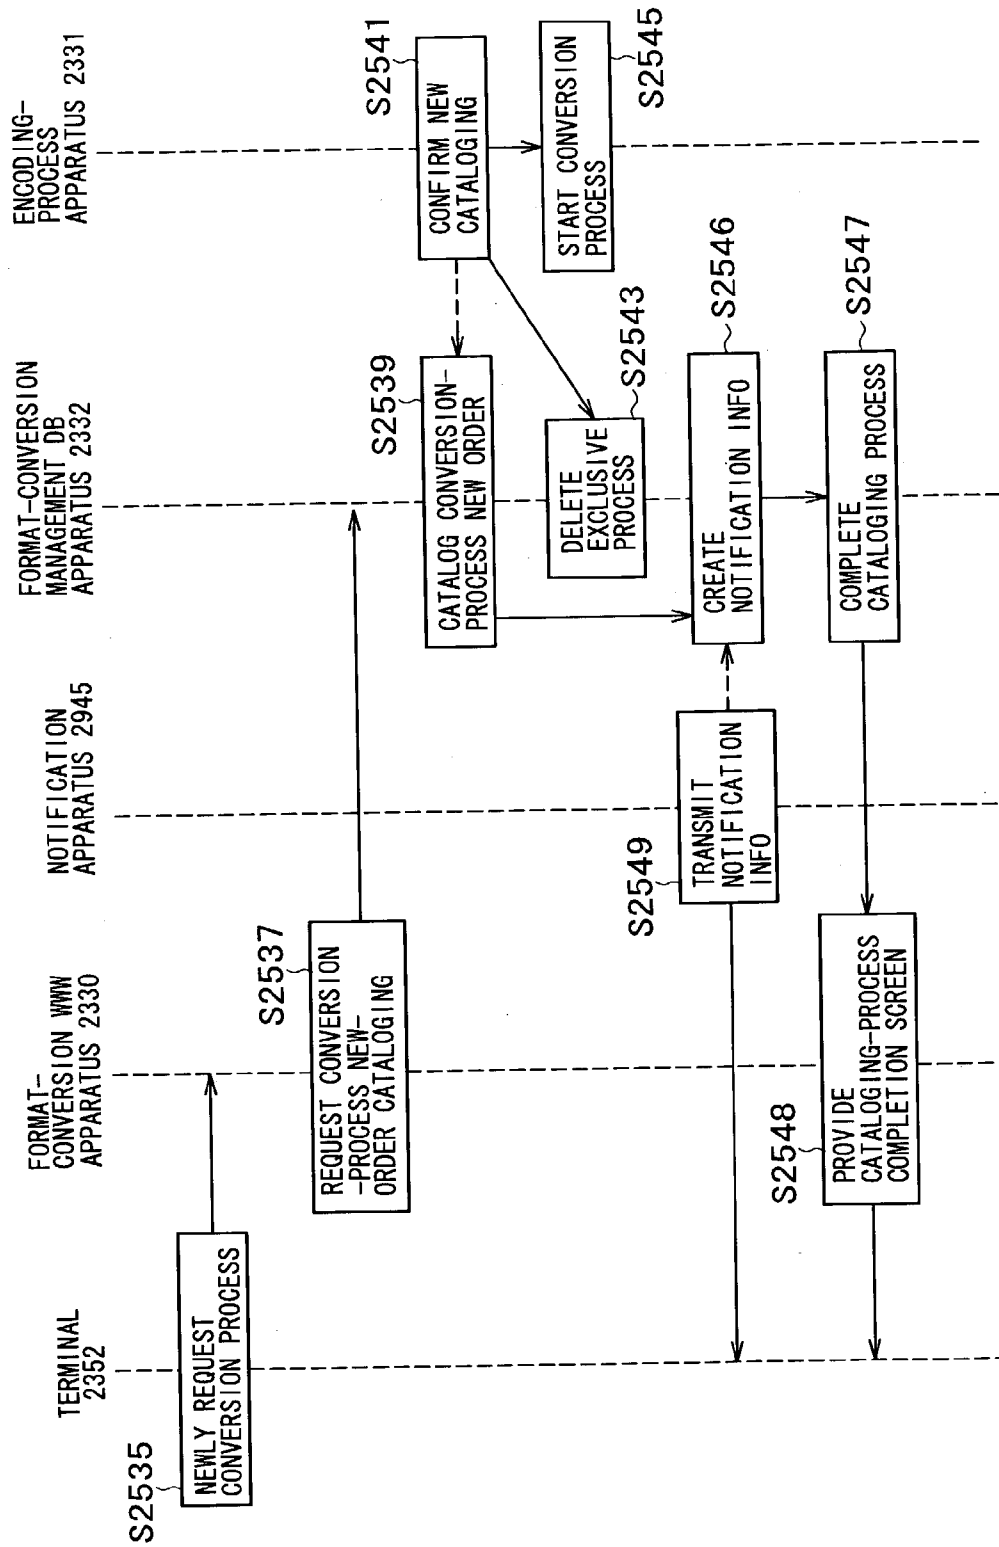 TERMINAL
2352
FORMAT-
CONVERSION WWW
APPARATUS 2330
NOTIFICATION
APPARATUS 2945
FORMAT-CONVERSION
MANAGEMENT DB
APPARATUS 2332
ENCODING-
PROCESS
APPARATUS 2331
S2535
NEWLY REQUEST
CONVERSION PROCESS
S2537
REQUEST CONVERSION
-PROCESS NEW-
ORDER CATALOGING
S2539
CATALOG CONVERSION-
PROCESS NEW ORDER
S2541
CONFIRM NEW
CATALOGING
S2543
DELETE
EXCLUSIVE
PROCESS
S2545
START CONVERSION
PROCESS
S2549
TRANSMIT
NOTIFICATION
INFO
S2546
CREATE
NOTIFICATION INFO
S2548
PROVIDE
CATALOGING-PROCESS
COMPLETION SCREEN
S2547
COMPLETE
CATALOGING PROCESS